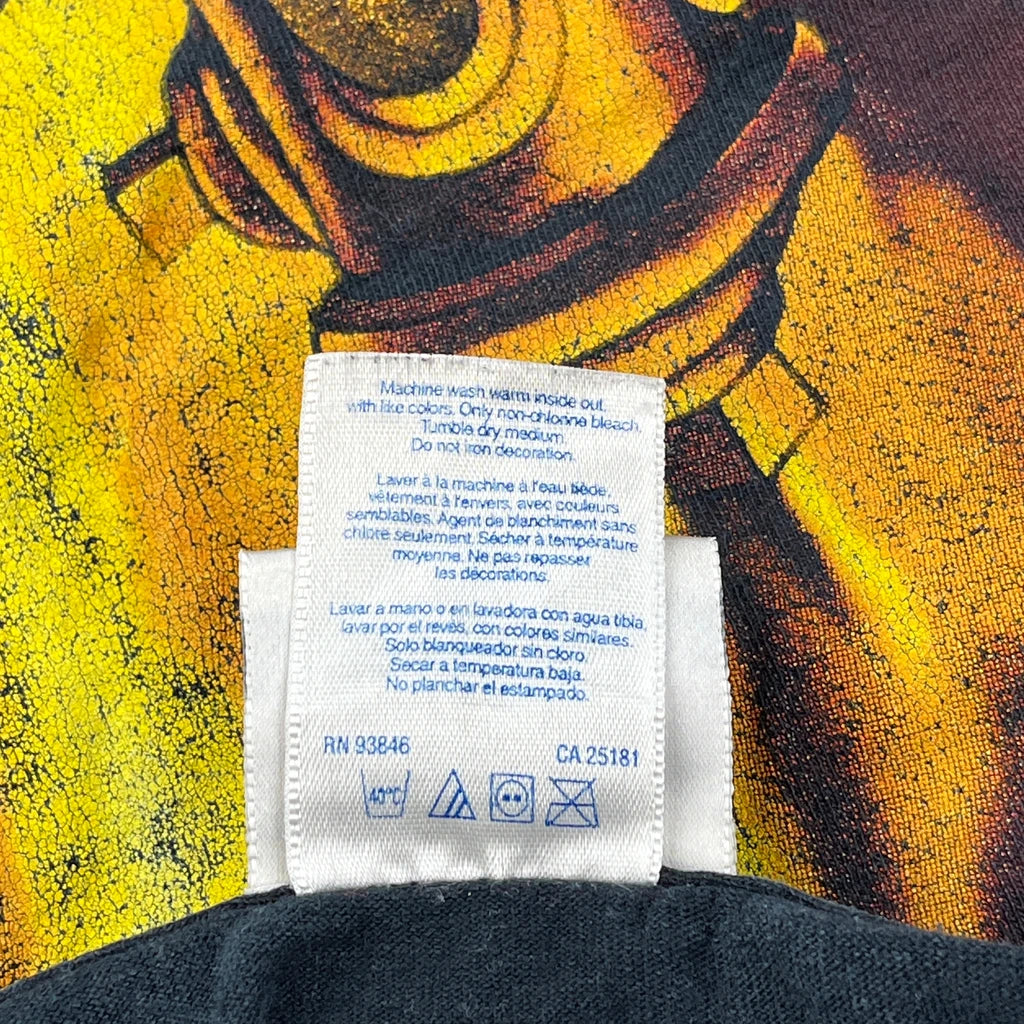 Machine wash warm inside out,
with like colors. Only non-chlorine bleach.
Tumble dry medium.
Do not iron decoration.
Laver à la machine à l'eau tiède,
vêtement à l'envers, avec couleurs
semblables. Agent de blanchiment sans
chlore seulement. Sécher à température
moyenne. Ne pas repasser
les décorations.
Lavar a mano o en lavadora con agua tibia,
lavar por el revés, con colores similares.
Solo blanqueador sin cloro.
Secar a temperatura baja.
No planchar el estampado.
RN 93846 CA 25181
40°C